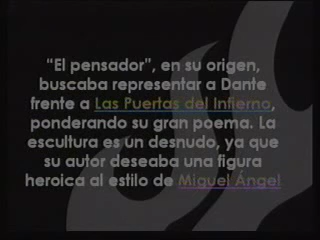 “El pensador”, en su origen,
buscaba representar a Dante
frente a Las Puertas del Infierno,
ponderando su gran poema. La
escultura es un desnudo, ya que
su autor deseaba una figura
heroica al estilo de Miguel Ángel